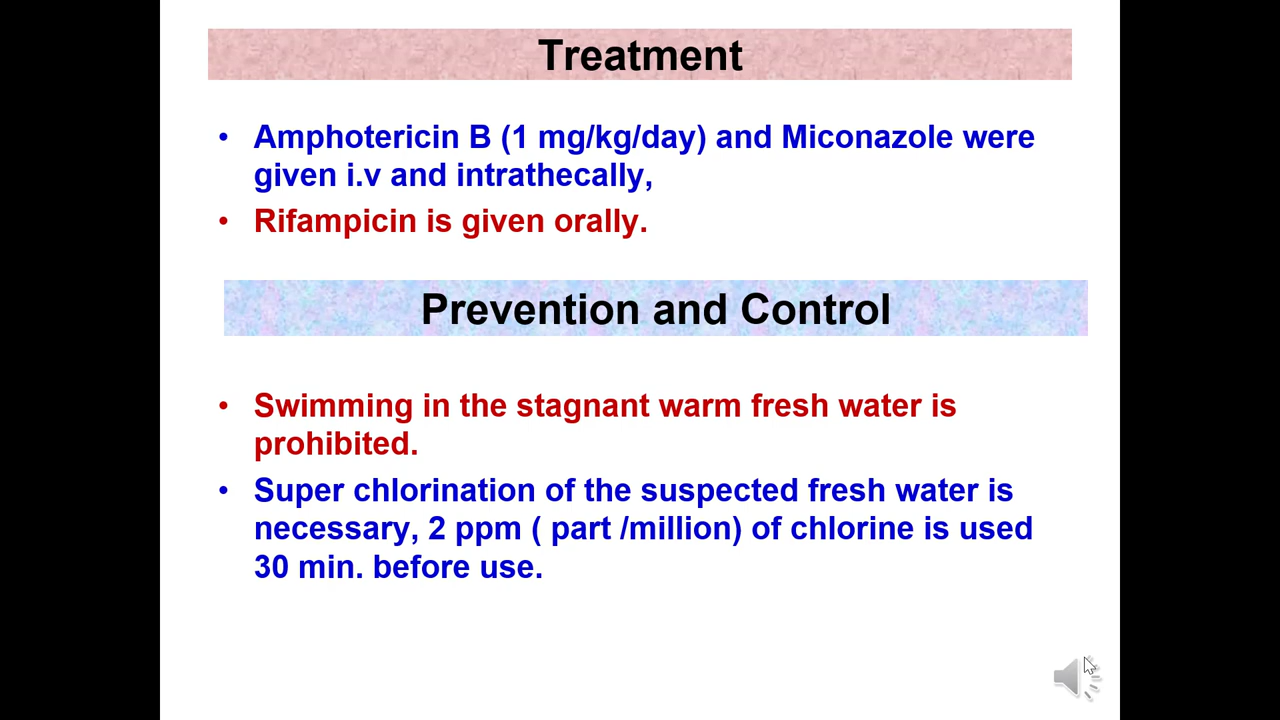 Treatment
• Amphotericin B (1 mg/kg/day) and Miconazole were
given i.v and intrathecally,
• Rifampicin is given orally.
Prevention and Control
• Swimming in the stagnant warm fresh water is
prohibited.
• Super chlorination of the suspected fresh water is
necessary, 2 ppm ( part /million) of chlorine is used
30 min. before use.